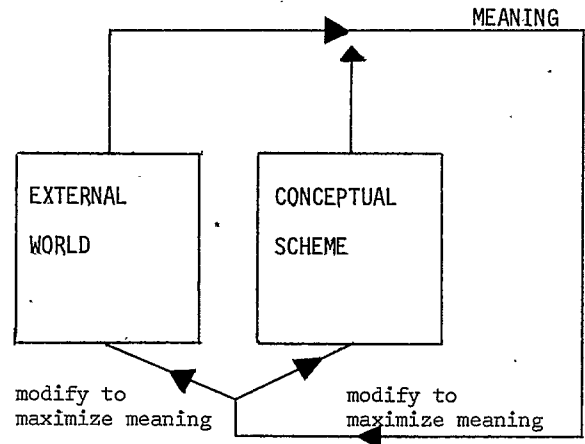 MEANING
EXTERNAL
WORLD
CONCEPTUAL
SCHEME
modify to
maximize meaning
modify to
maximize meaning